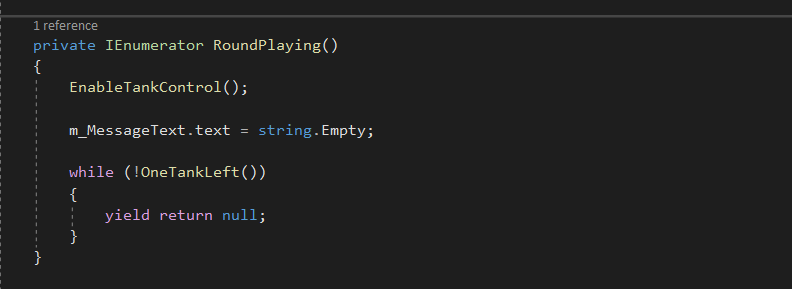 1 reference
private IEnumerator RoundPlaying()
{
EnableTankControl();
m_MessageText.text = string.Empty;
while (!OneTankLeft())
{
yield return null;
}
}